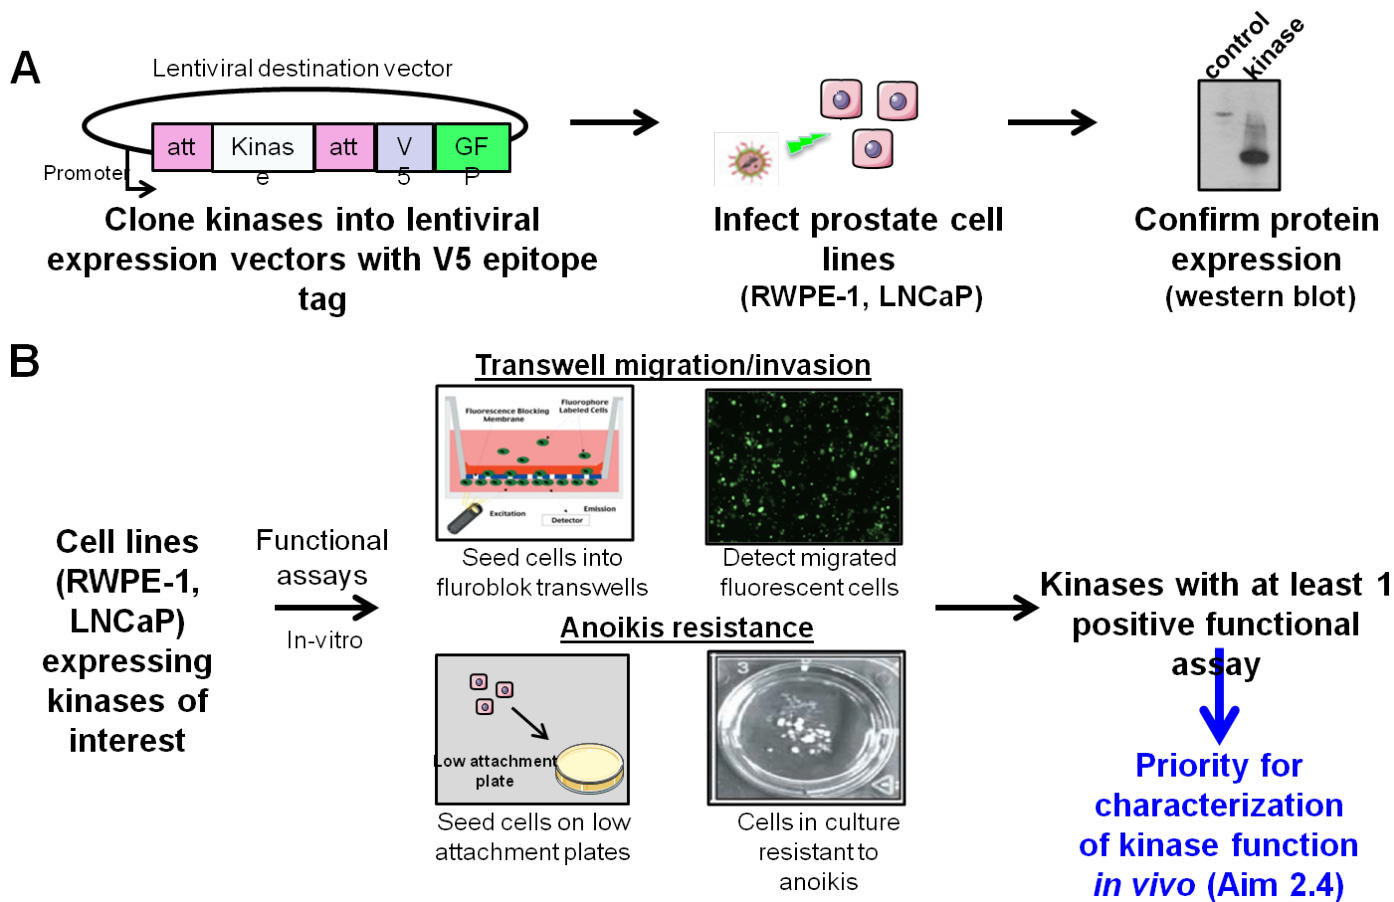 A
Lentiviral destination vector
Promoter
att
Kinas
e
att
V
5
GF
P
Clone kinases into lentiviral
expression vectors with V5 epitope
tag
Infect prostate cell
lines
(RWPE-1, LNCaP)
control
kinase
Confirm protein
expression
(western blot)
B
Cell lines
(RWPE-1,
LNCaP)
expressing
kinases of
interest
Functional
assays
In-vitro
Transwell migration/invasion
Fluorescence Blocking
Membrane
Fluorophore
Labeled Cells
Excitation
Emission
Detector
Seed cells into
fluroblok transwells
Detect migrated
fluorescent cells
Anoikis resistance
Low attachment
plate
3
Seed cells on low
attachment plates
Cells in culture
resistant to
anoikis
Kinases with at least 1
positive functional
assay
Priority for
characterization
of kinase function
in vivo (Aim 2.4)